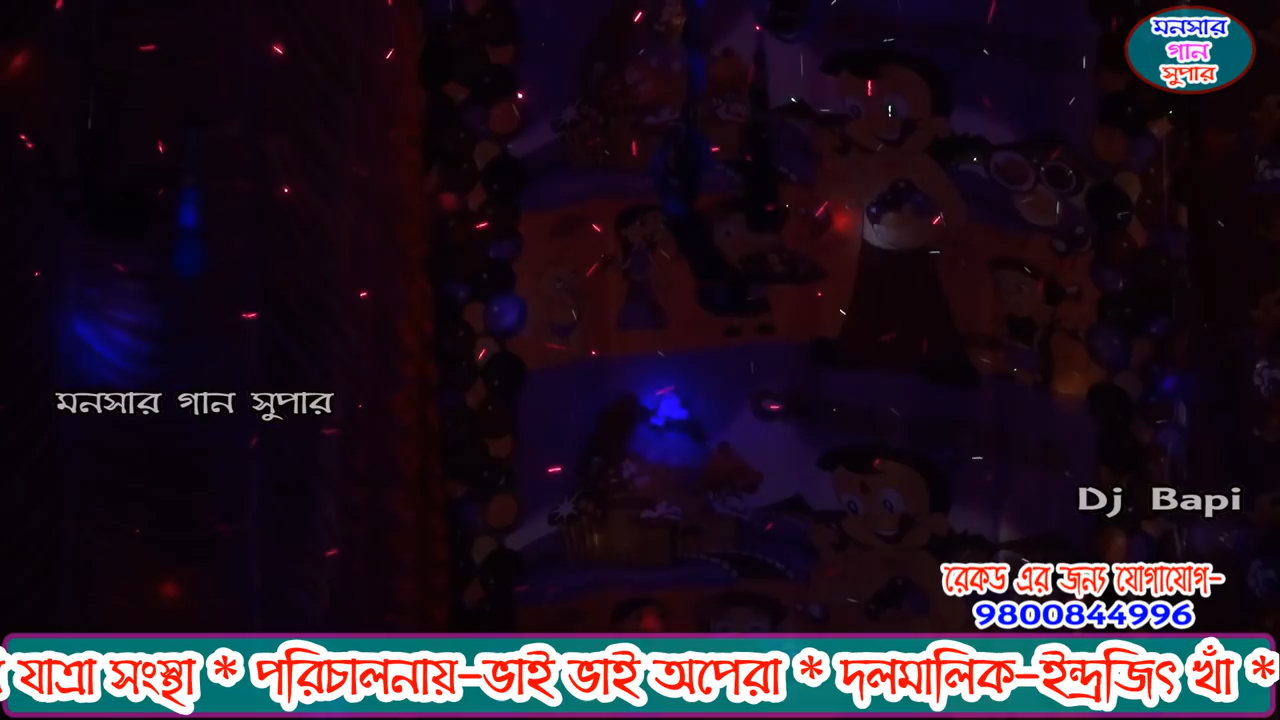 মনসার
গান
সুপার
মনসার গান সুপার
Dj Bapi
রেকড এর জন্য যোগাযোগ-
9800844996
যাত্রা সংস্থা * পরিচালনায়-ভাই ভাই অপেরা * দলমালিক-ইন্দ্রজিৎ খাঁ *